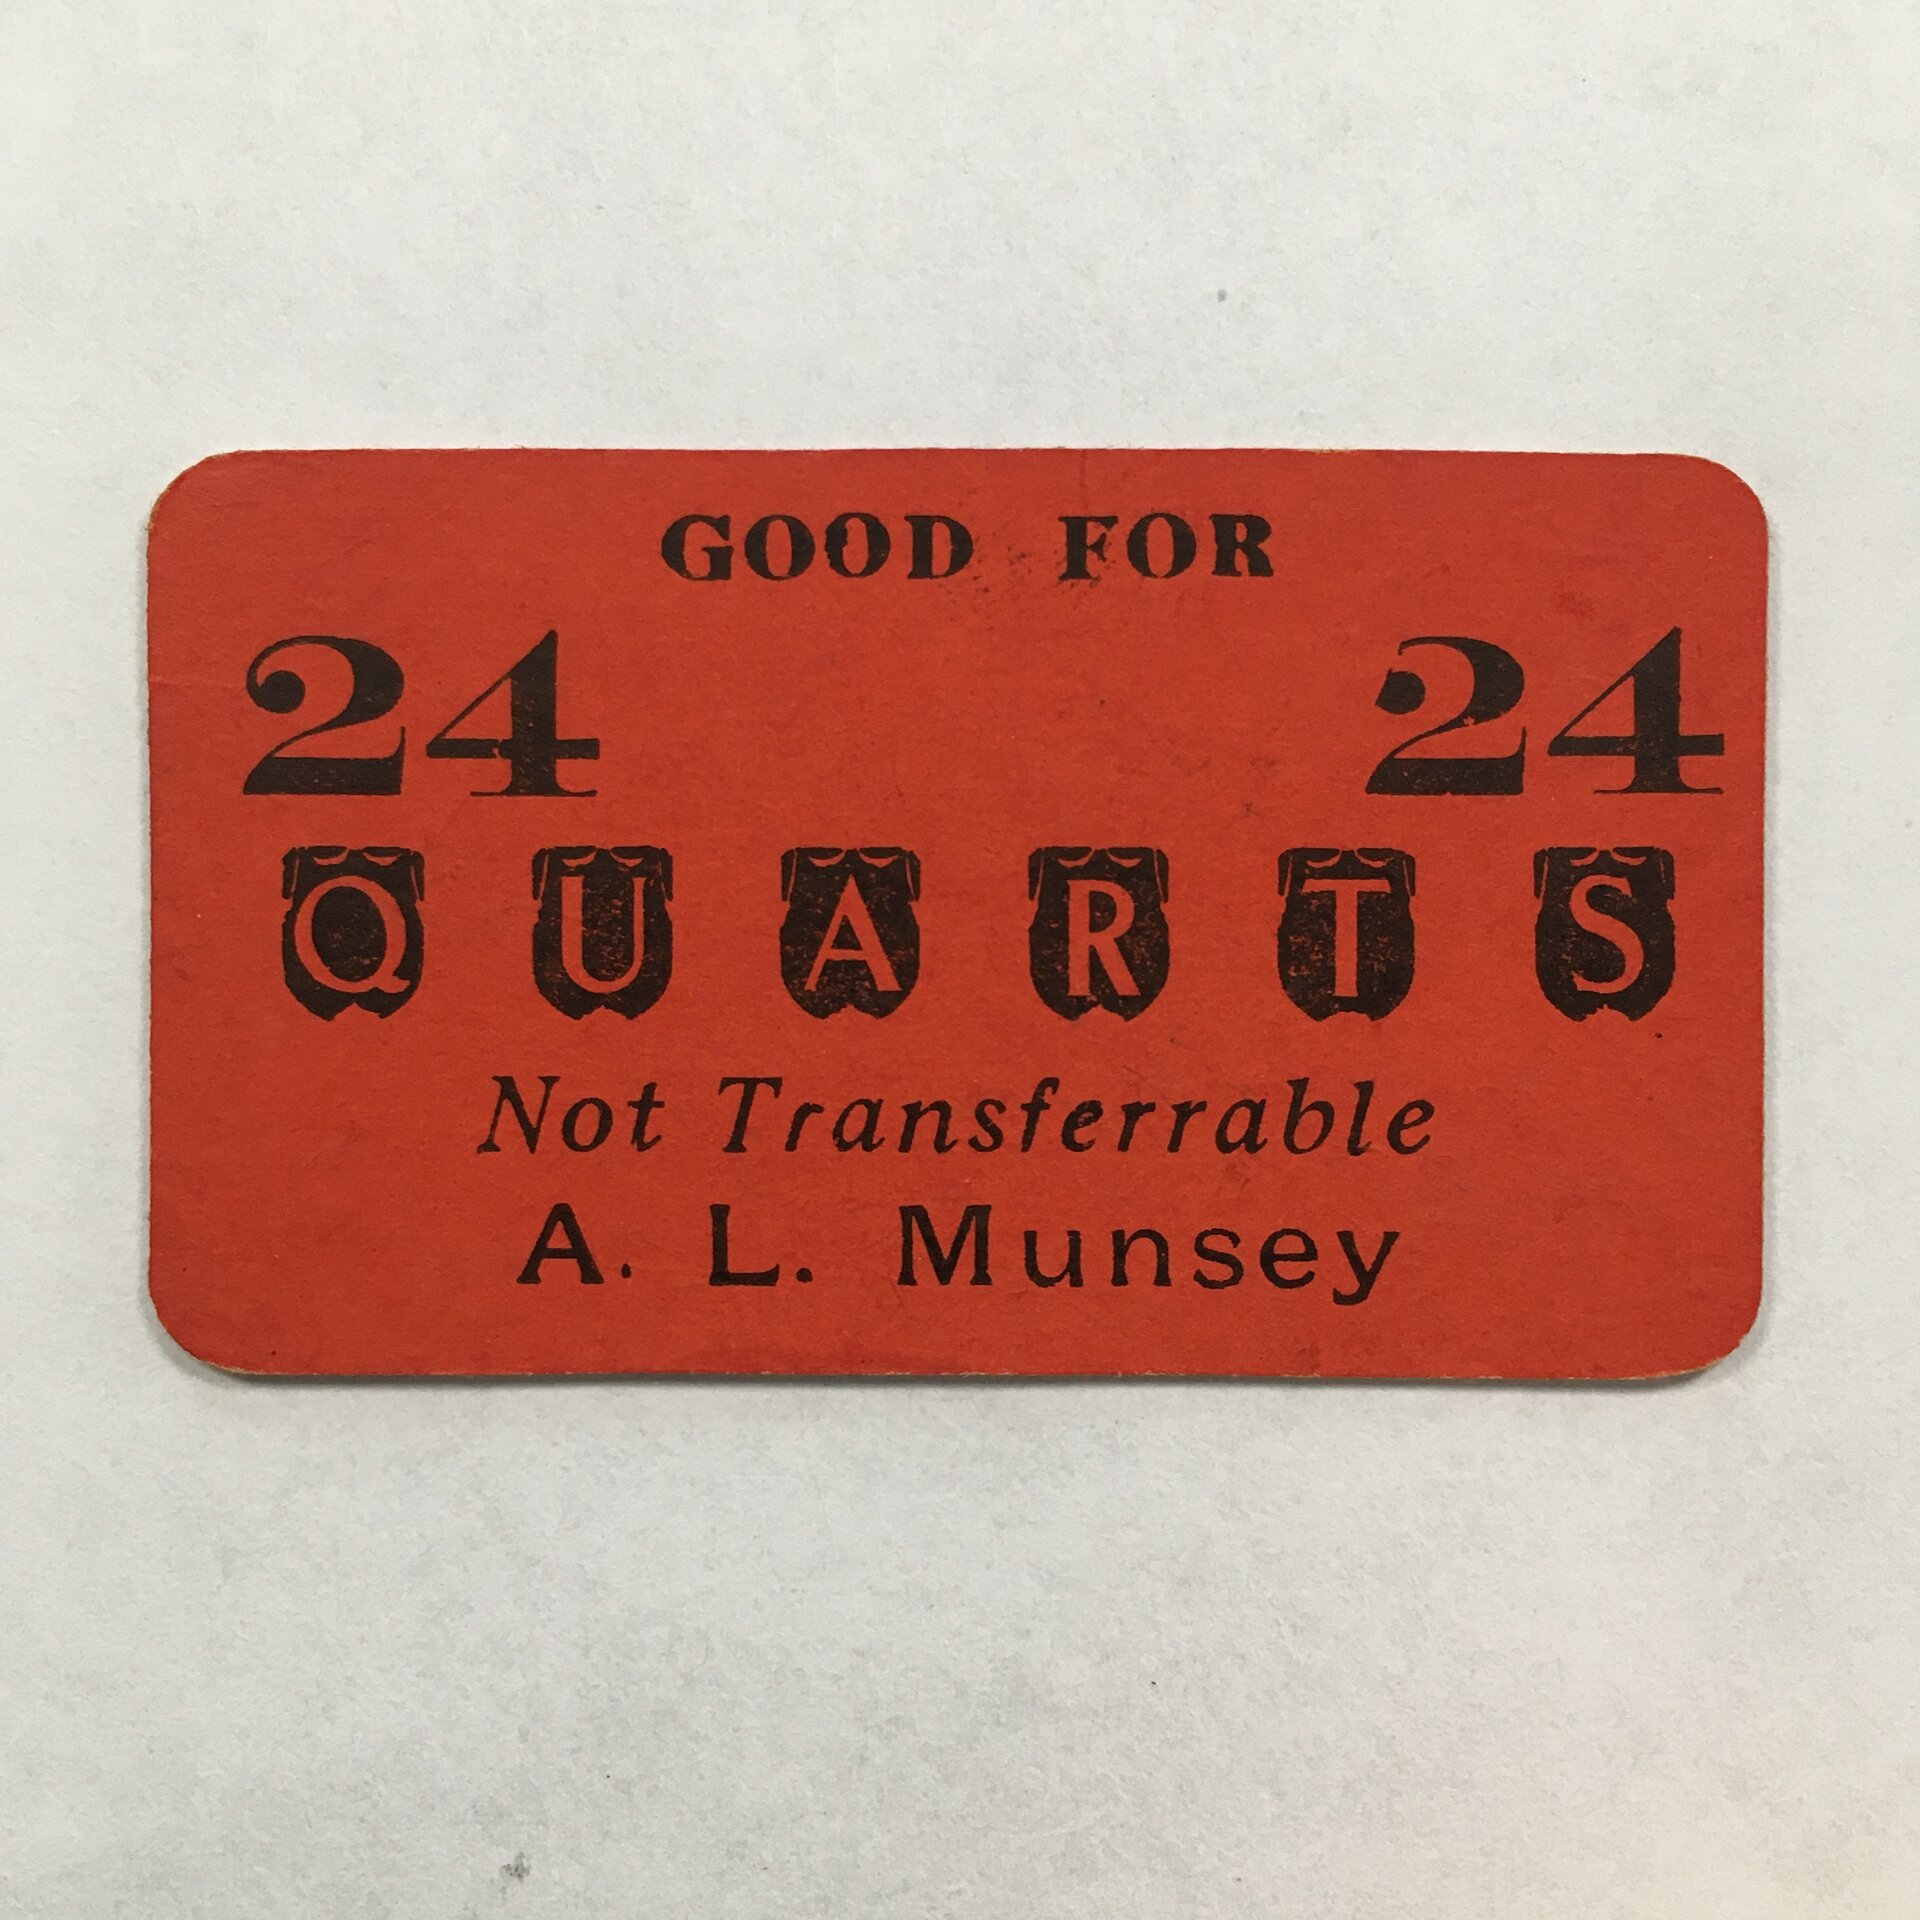 GOOD FOR
24 24
QUARTS
Not Transferrable
A. L. Munsey